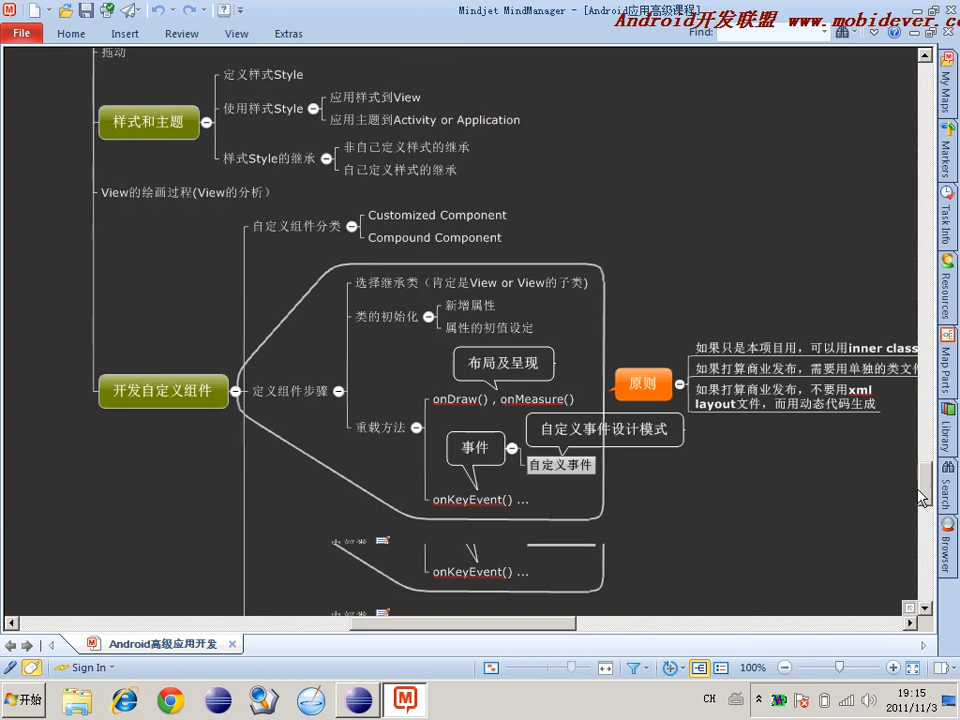 Mindjet MindManager - [Android应用高级课程]
Android开发联盟 www.mobidever.co
File Home Insert Review View Extras Find:
拖动
定义样式Style
样式和主题
使用样式Style
应用样式到View
应用主题到Activity or Application
样式Style的继承
非自己定义样式的继承
自己定义样式的继承
View的绘画过程(View的分析）
自定义组件分类
Customized Component
Compound Component
选择继承类（肯定是View or View的子类)
类的初始化
新增属性
属性的初值设定
布局及呈现
开发自定义组件
定义组件步骤
重载方法
onDraw() , onMeasure()
自定义事件设计模式
事件
自定义事件
onKeyEvent() ...
原则
如果只是本项目用，可以用inner class
如果打算商业发布，需要用单独的类文件
如果打算商业发布，不要用xml
layout文件，而用动态代码生成
onKeyEvent() ...
My Maps
Markers
Task Info
Resources
Map Parts
Library
Search
Browser
Android高级应用开发
Sign In
100%
开始
CH
19:15
2011/11/3